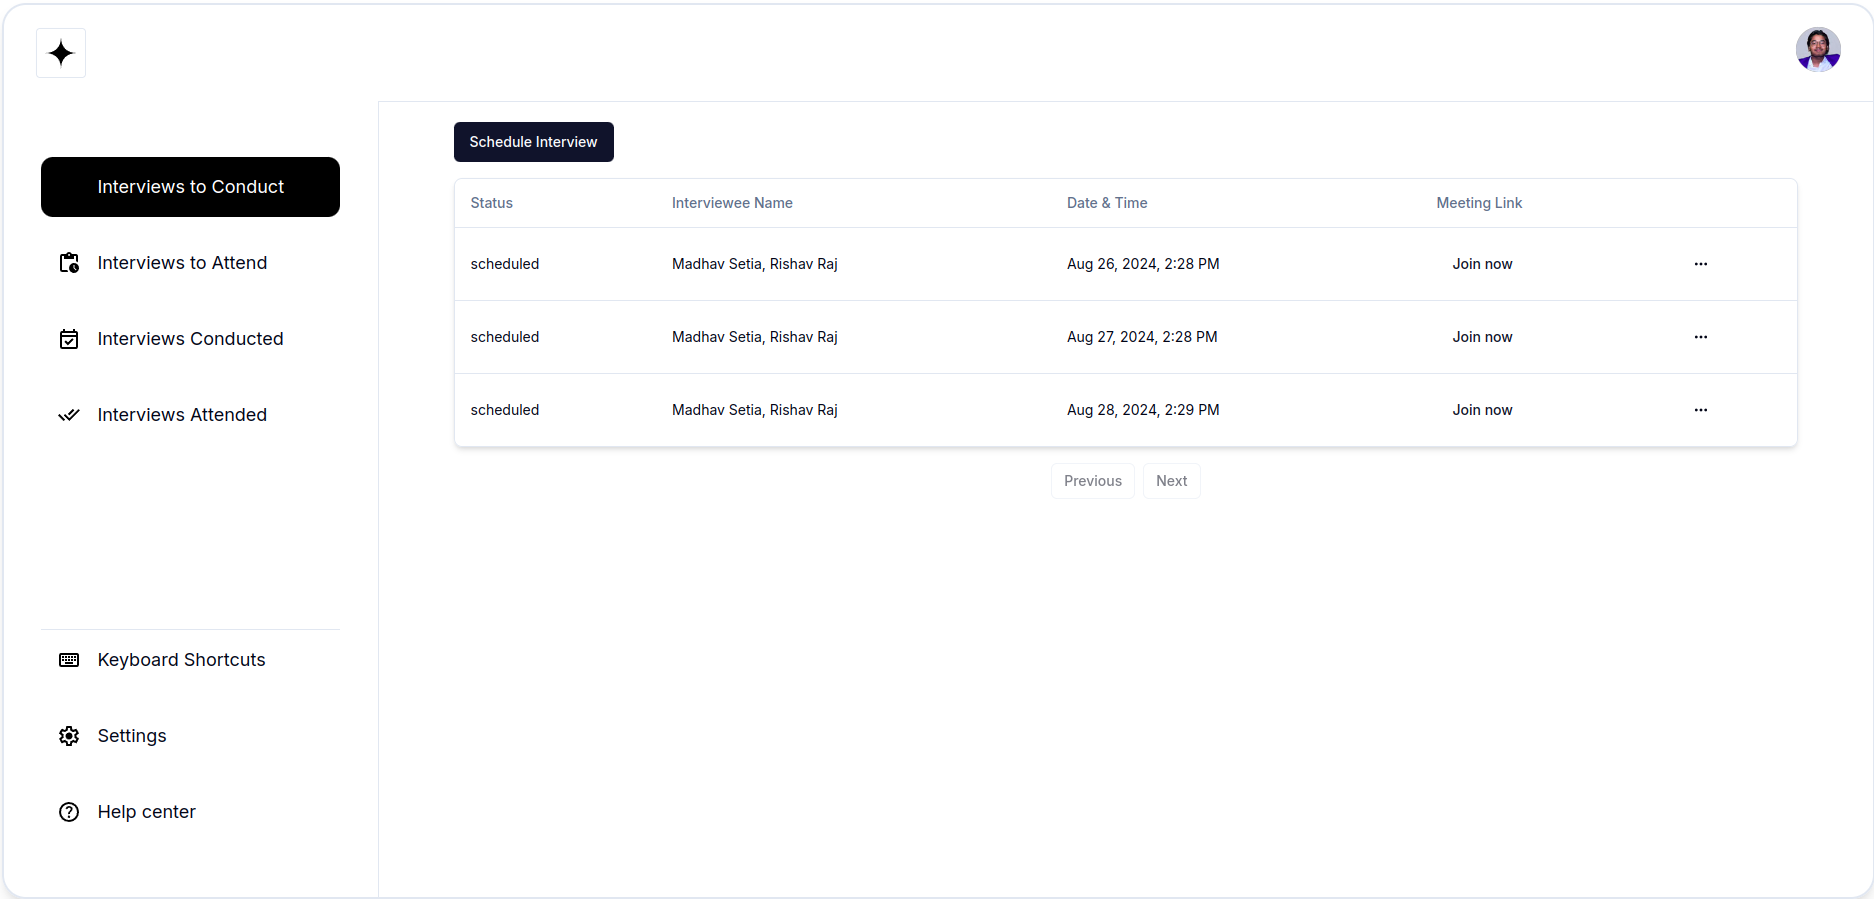 Schedule Interview
Interviews to Conduct
Interviews to Attend
Interviews Conducted
Interviews Attended
Keyboard Shortcuts
Settings
Help center
Status Interviewee Name Date & Time Meeting Link
scheduled Madhav Setia, Rishav Raj Aug 26, 2024, 2:28 PM Join now
scheduled Madhav Setia, Rishav Raj Aug 27, 2024, 2:28 PM Join now
scheduled Madhav Setia, Rishav Raj Aug 28, 2024, 2:29 PM Join now
Previous Next